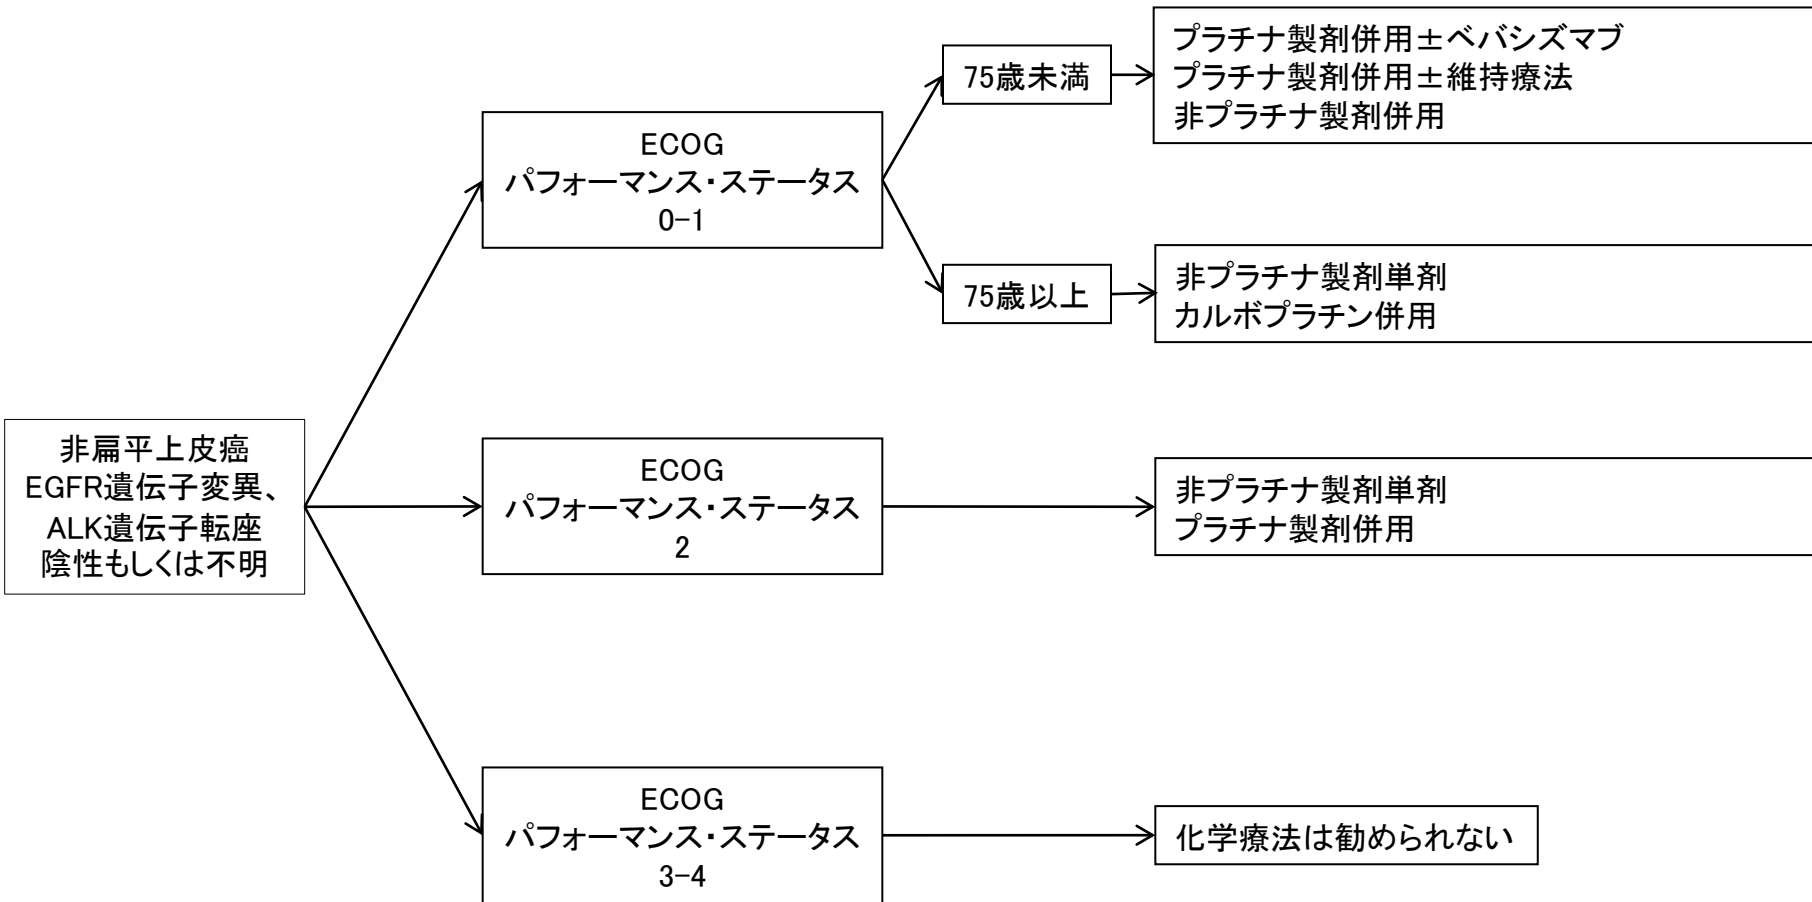 非扁平上皮癌
EGFR遺伝子変異、
ALK遺伝子転座
陰性もしくは不明
ECOG
パフォーマンス・ステータス
0-1
75歳未満
プラチナ製剤併用±ベバシズマブ
プラチナ製剤併用±維持療法
非プラチナ製剤併用
75歳以上
非プラチナ製剤単剤
カルボプラチン併用
ECOG
パフォーマンス・ステータス
2
非プラチナ製剤単剤
プラチナ製剤併用
ECOG
パフォーマンス・ステータス
3-4
化学療法は勧められない